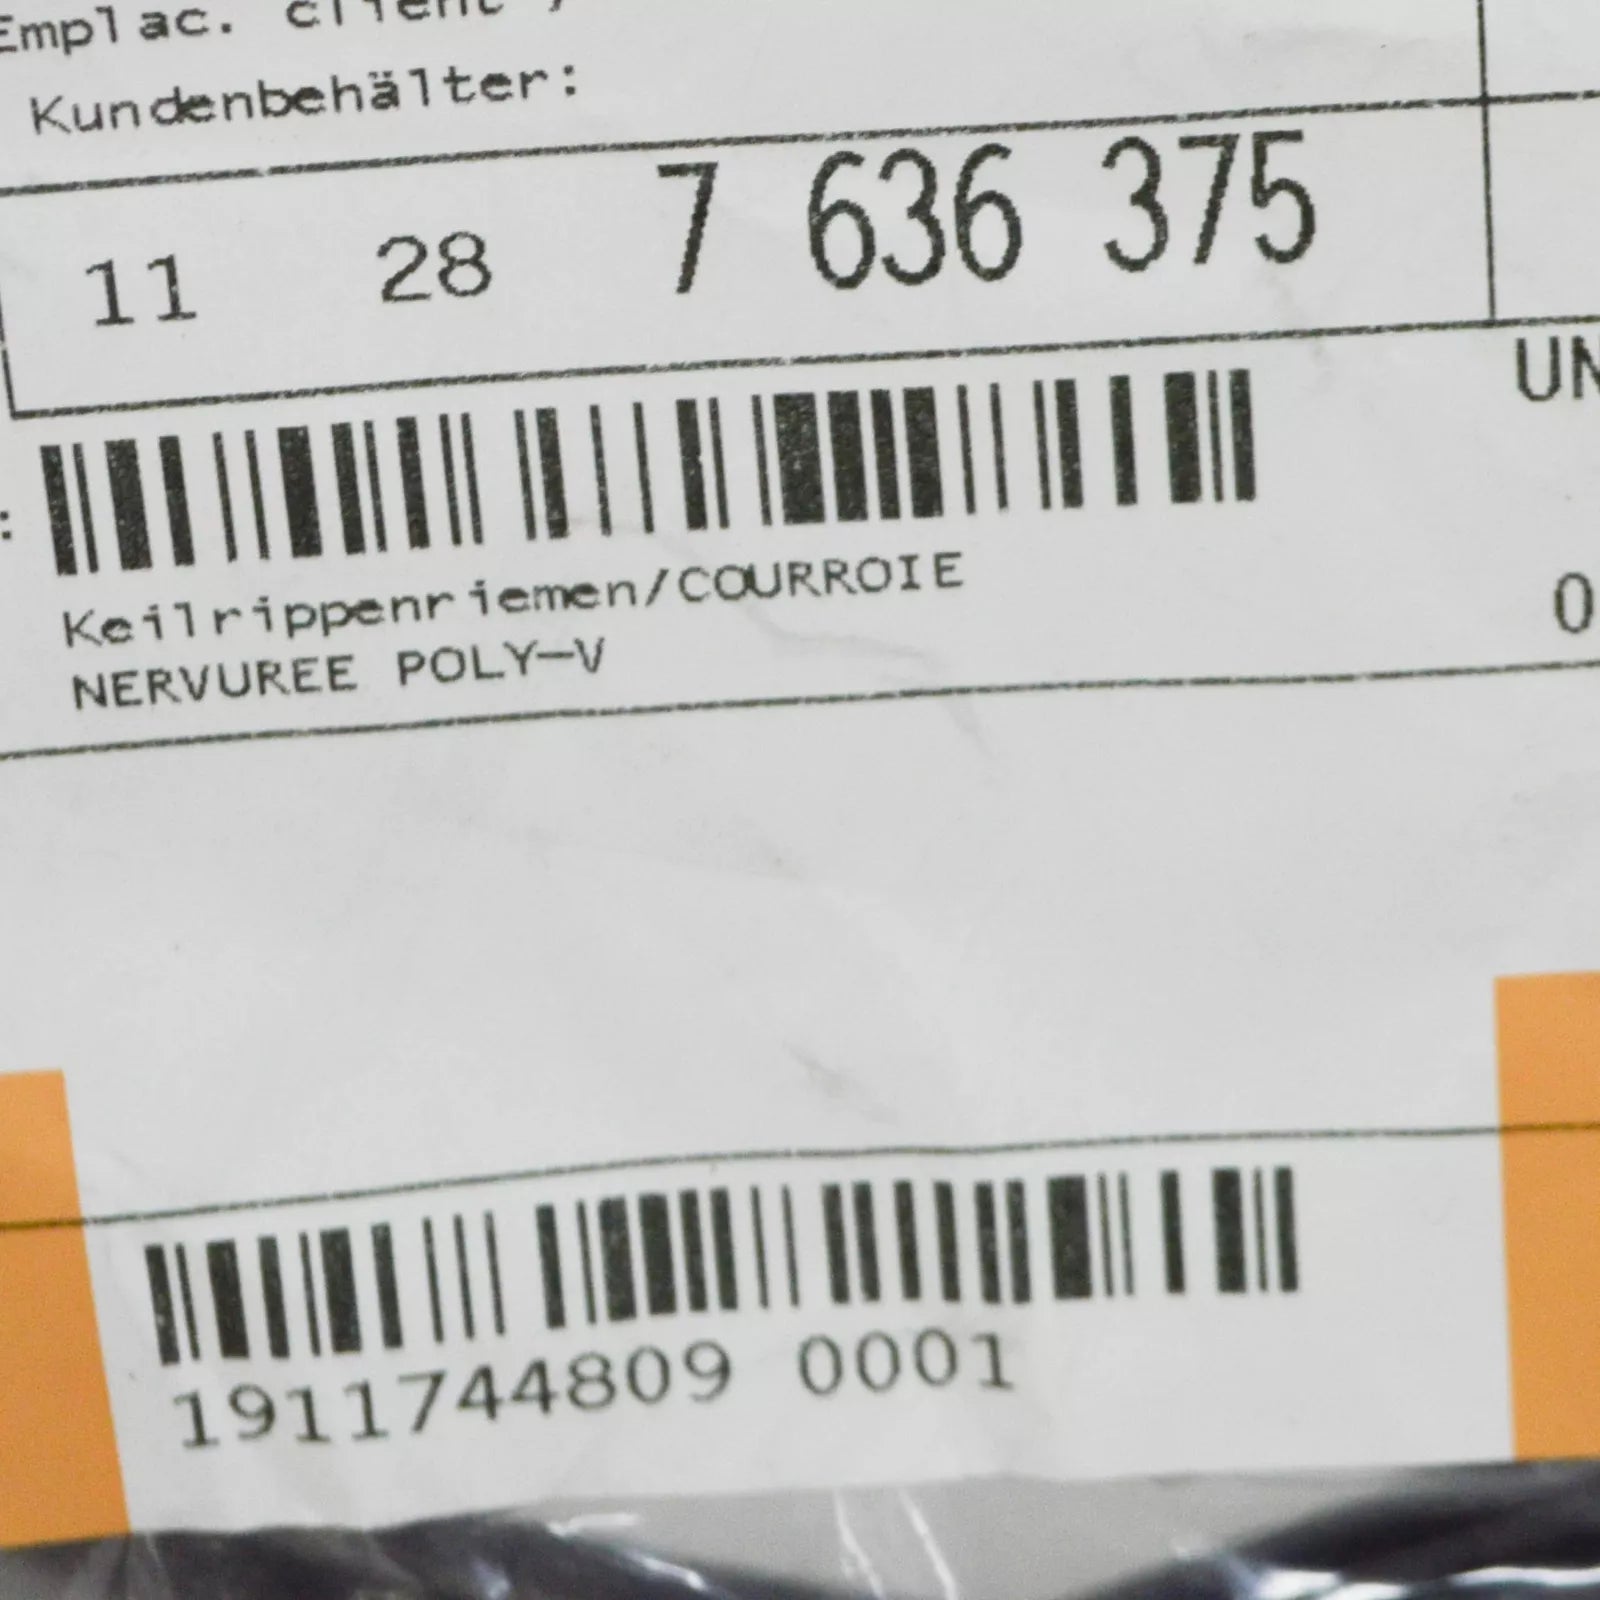 Emplac. client /
Kundenbehälter:
11 28 7 636 375
UN
:
Keilrippenriemen/COURROIE
NERVUREE POLY-V
0
1911744809 0001